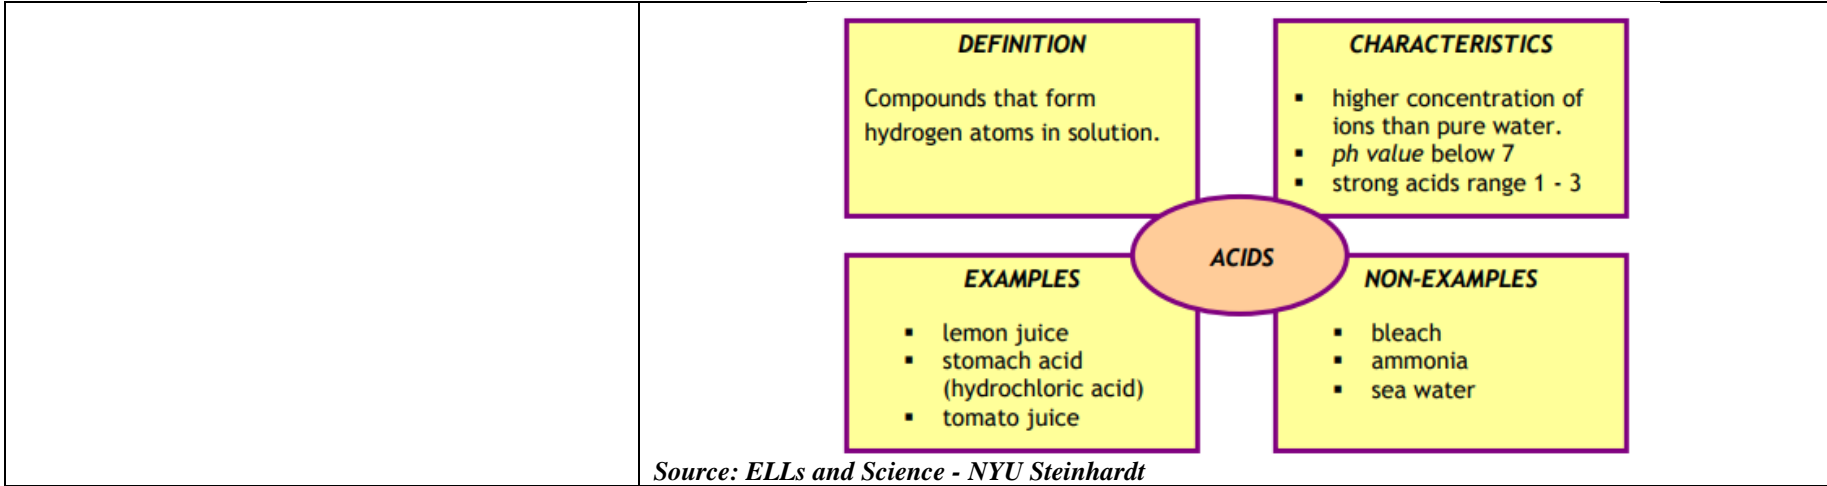 DEFINITION
Compounds that form
hydrogen atoms in solution.
CHARACTERISTICS
▪ higher concentration of
ions than pure water.
▪ ph value below 7
▪ strong acids range 1 - 3
ACIDS
EXAMPLES
▪ lemon juice
▪ stomach acid
(hydrochloric acid)
▪ tomato juice
NON-EXAMPLES
▪ bleach
▪ ammonia
▪ sea water
Source: ELLs and Science - NYU Steinhardt